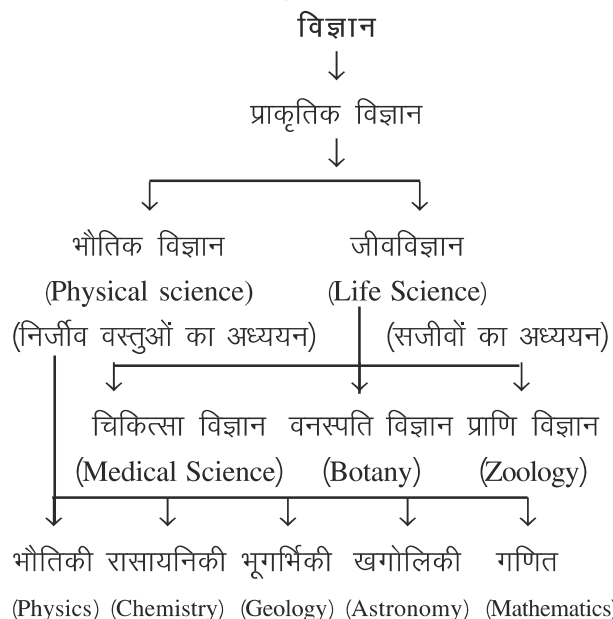 विज्ञान
प्राकृतिक विज्ञान
भौतिक विज्ञान जीवविज्ञान
(Physical science) (Life Science)
(निर्जीव वस्तुओं का अध्ययन) (सजीवों का अध्ययन)
चिकित्सा विज्ञान वनस्पति विज्ञान प्राणि विज्ञान
(Medical Science) (Botany) (Zoology)
भौतिकी रासायनिकी भूगर्भिकी खगोलिकी गणित
(Physics) (Chemistry) (Geology) (Astronomy) (Mathematics)